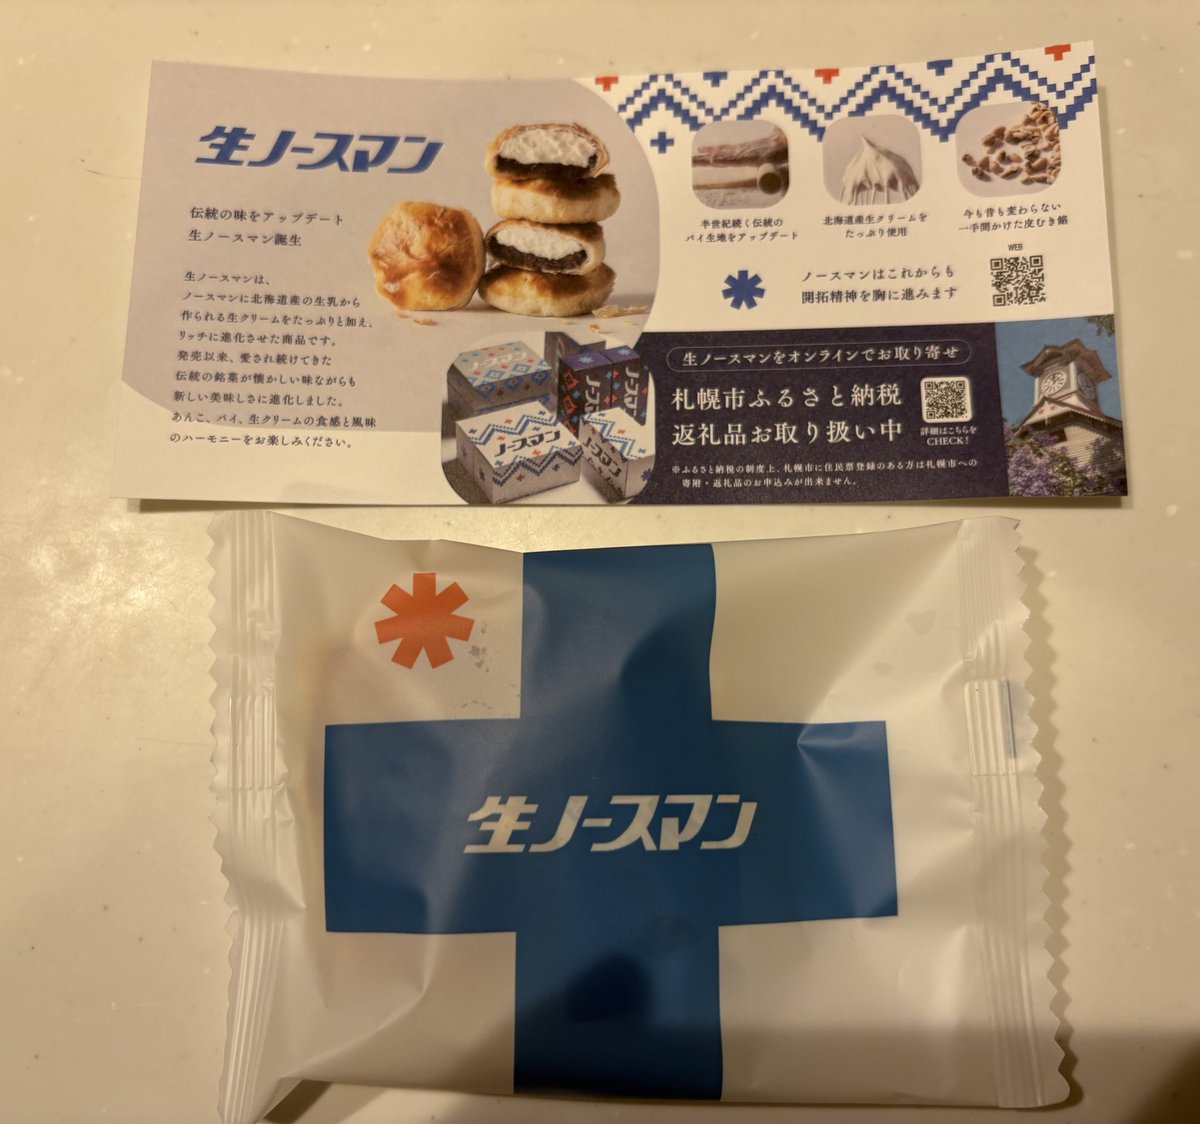 生ノースマン
伝統の味をアップデート
生ノースマン誕生
生ノースマンは、
ノースマンに北海道産の生乳から
作られる生クリームをたっぷりと加え、
リッチに進化させた商品です。
発売以来、愛され続けてきた
伝統の銘菓が懐かしい味ながらも
新しい美味しさに進化しました。
あんこ、パイ、生クリームの食感と風味
のハーモニーをお楽しみください。
半世紀続く伝統の
パイ生地をアップデート
北海道産生クリームを
たっぷり使用
今も昔も変わらない
一手間かけた皮むき餡
WEB
ノースマンはこれからも
開拓精神を胸に進みます
生ノースマンをオンラインでお取り寄せ
札幌市ふるさと納税
返礼品お取り扱い中
詳細はこちらを
CHECK!
※ふるさと納税の制度上、札幌市に住民票登録のある方は札幌市への
寄附・返礼品のお申込みが出来ません。
ノースマン
ノースマン
ノースマン
生ノースマン